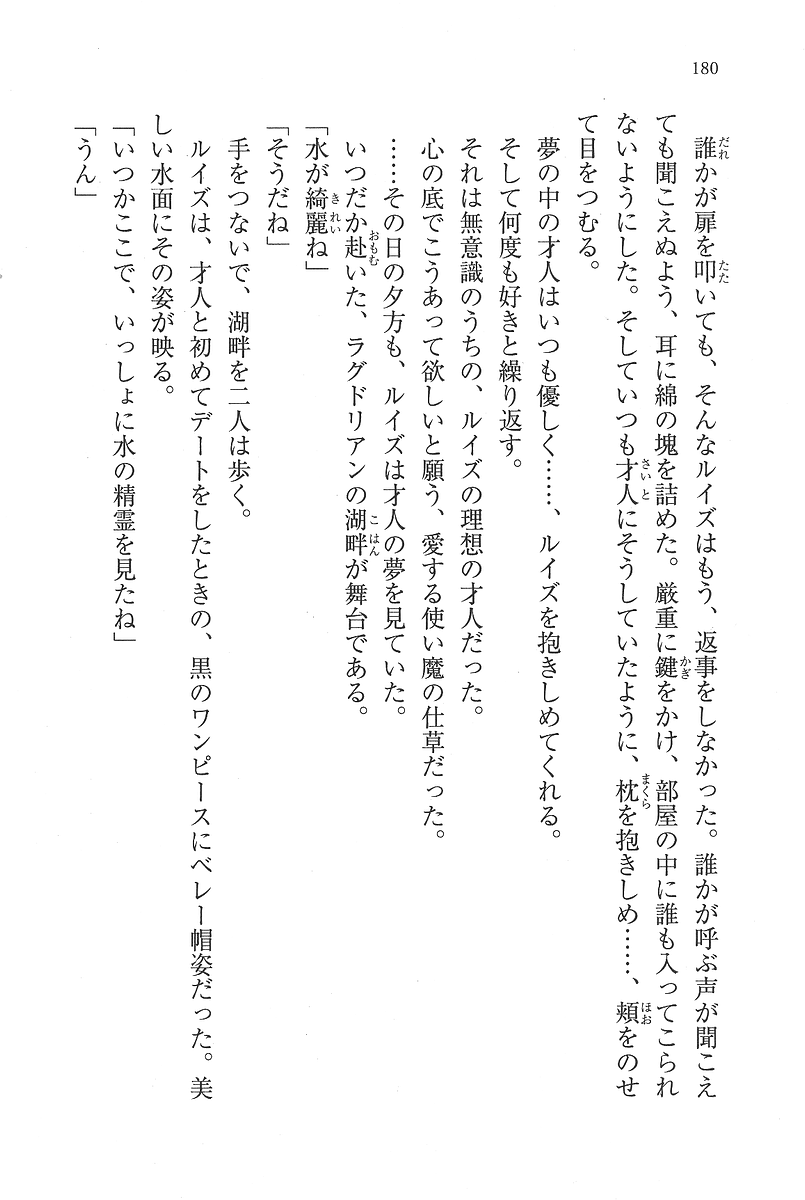 180
誰かが扉を叩いても、そんなルイズはもう、返事をしなかった。誰かが呼ぶ声が聞こえ
ても聞こえぬよう、耳に綿の塊を詰めた。厳重に鍵をかけ、部屋の中に誰も入ってこられ
ないようにした。そしていつも才人にそうしていたように、枕を抱きしめ……、頬をのせ
て目をつむる。
夢の中の才人はいつも優しく……、ルイズを抱きしめてくれる。
そして何度も好きと繰り返す。
それは無意識のうちの、ルイズの理想の才人だった。
心の底でこうあって欲しいと願う、愛する使い魔の仕草だった。
……その日の夕方も、ルイズは才人の夢を見ていた。
いつだか赴いた、ラグドリアンの湖畔が舞台である。
「水が綺麗ね」
「そうだね」
手をつないで、湖畔を二人は歩く。
ルイズは、才人と初めてデートをしたときの、黒のワンピースにベレー帽姿だった。美
しい水面にその姿が映る。
「いつかここで、いっしょに水の精霊を見たね」
「うん」